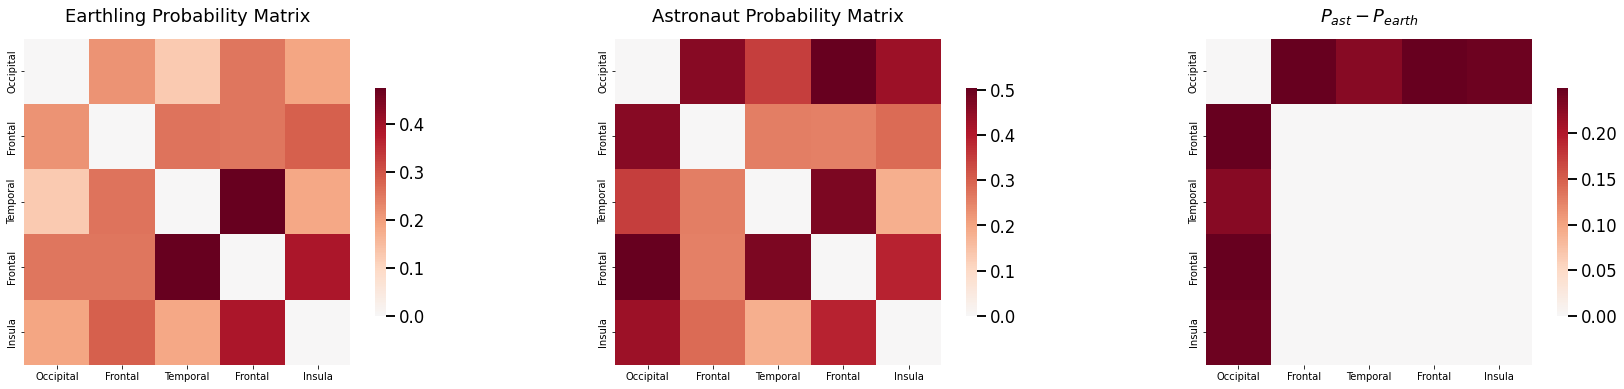 Earthling Probability Matrix
Occipital
Frontal
Temporal
Frontal
Insula
Occipital Frontal Temporal Frontal Insula
0.4
0.3
0.2
0.1
0.0
Astronaut Probability Matrix
Occipital
Frontal
Temporal
Frontal
Insula
Occipital Frontal Temporal Frontal Insula
0.5
0.4
0.3
0.2
0.1
0.0
P_ast − P_earth
Occipital
Frontal
Temporal
Frontal
Insula
Occipital Frontal Temporal Frontal Insula
0.20
0.15
0.10
0.05
0.00